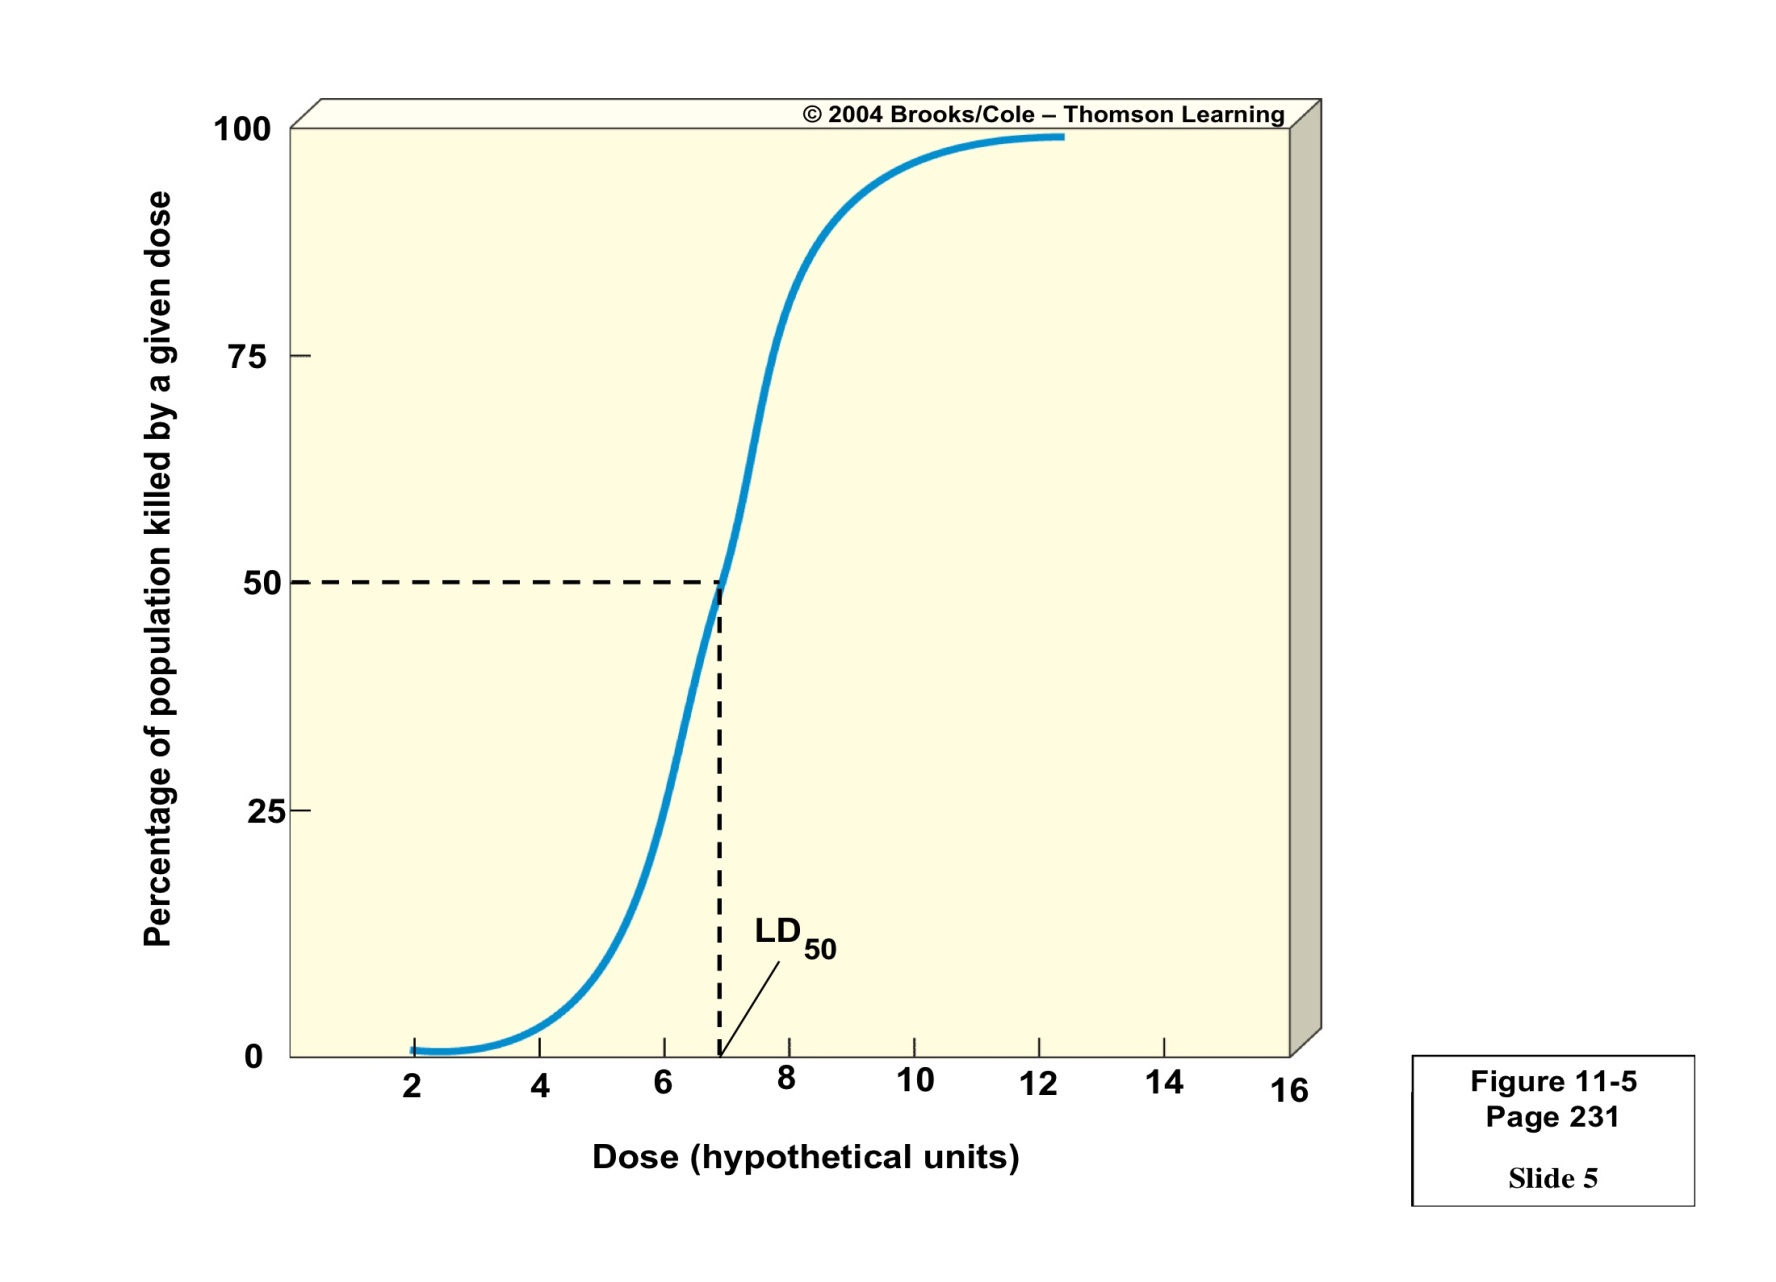 © 2004 Brooks/Cole – Thomson Learning
100
75
50
25
0
Percentage of population killed by a given dose
LD50
2 4 6 8 10 12 14 16
Dose (hypothetical units)
Figure 11-5
Page 231
Slide 5